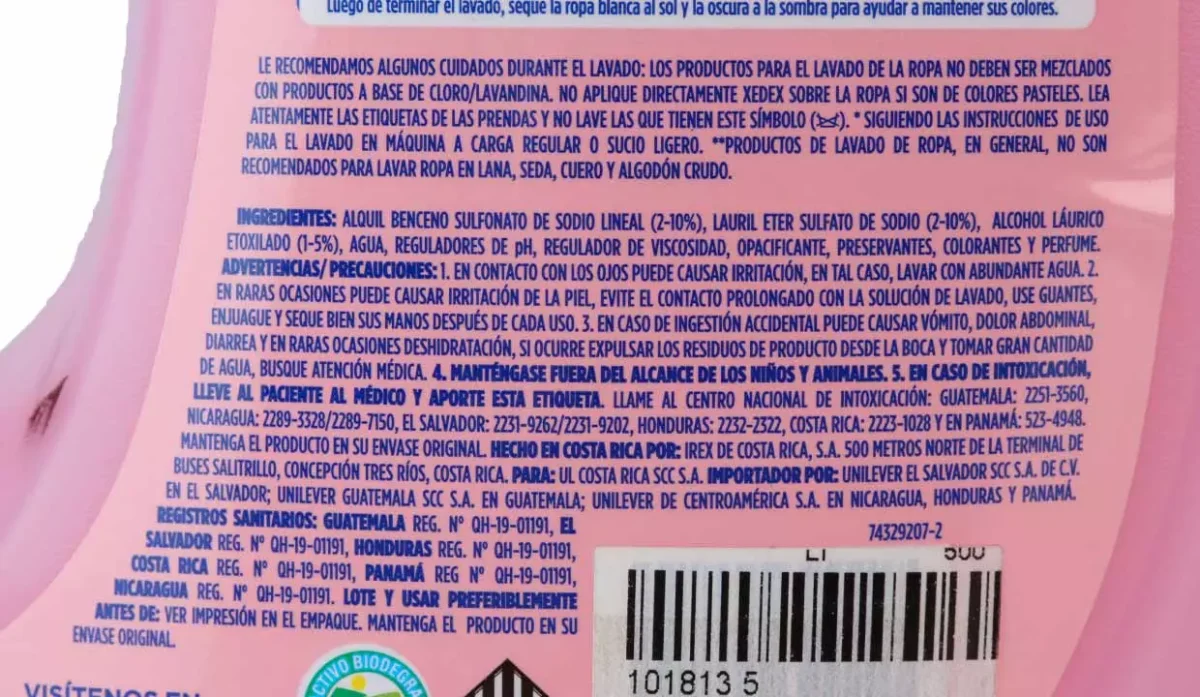 Luego de terminar el lavado, seque la ropa blanca al sol y la oscura a la sombra para ayudar a mantener sus colores.
LE RECOMENDAMOS ALGUNOS CUIDADOS DURANTE EL LAVADO: LOS PRODUCTOS PARA EL LAVADO DE LA ROPA NO DEBEN SER MEZCLADOS
CON PRODUCTOS A BASE DE CLORO/LAVANDINA. NO APLIQUE DIRECTAMENTE XEDEX SOBRE LA ROPA SI SON DE COLORES PASTELES. LEA
ATENTAMENTE LAS ETIQUETAS DE LAS PRENDAS Y NO LAVE LAS QUE TIENEN ESTE SÍMBOLO (). * SIGUIENDO LAS INSTRUCCIONES DE USO
PARA EL LAVADO EN MÁQUINA A CARGA REGULAR O SUCIO LIGERO. **PRODUCTOS DE LAVADO DE ROPA, EN GENERAL, NO SON
RECOMENDADOS PARA LAVAR ROPA EN LANA, SEDA, CUERO Y ALGODÓN CRUDO.
INGREDIENTES: ALQUIL BENCENO SULFONATO DE SODIO LINEAL (2-10%), LAURIL ETER SULFATO DE SODIO (2-10%), ALCOHOL LÁURICO
ETOXILADO (1-5%), AGUA, REGULADORES DE pH, REGULADOR DE VISCOSIDAD, OPACIFICANTE, PRESERVANTES, COLORANTES Y PERFUME.
ADVERTENCIAS/ PRECAUCIONES: 1. EN CONTACTO CON LOS OJOS PUEDE CAUSAR IRRITACIÓN, EN TAL CASO, LAVAR CON ABUNDANTE AGUA. 2.
EN RARAS OCASIONES PUEDE CAUSAR IRRITACIÓN DE LA PIEL, EVITE EL CONTACTO PROLONGADO CON LA SOLUCIÓN DE LAVADO, USE GUANTES,
ENJUAGUE Y SEQUE BIEN SUS MANOS DESPUÉS DE CADA USO. 3. EN CASO DE INGESTIÓN ACCIDENTAL PUEDE CAUSAR VÓMITO, DOLOR ABDOMINAL,
DIARREA Y EN RARAS OCASIONES DESHIDRATACIÓN, SI OCURRE EXPULSAR LOS RESIDUOS DE PRODUCTO DESDE LA BOCA Y TOMAR GRAN CANTIDAD
DE AGUA, BUSQUE ATENCIÓN MÉDICA. 4. MANTÉNGASE FUERA DEL ALCANCE DE LOS NIÑOS Y ANIMALES. 5. EN CASO DE INTOXICACIÓN,
LLEVE AL PACIENTE AL MÉDICO Y APORTE ESTA ETIQUETA. LLAME AL CENTRO NACIONAL DE INTOXICACIÓN: GUATEMALA: 2251-3560,
NICARAGUA: 2289-3328/2289-7150, EL SALVADOR: 2231-9262/2231-9202, HONDURAS: 2232-2322, COSTA RICA: 2223-1028 Y EN PANAMÁ: 523-4948.
MANTENGA EL PRODUCTO EN SU ENVASE ORIGINAL. HECHO EN COSTA RICA POR: IREX DE COSTA RICA, S.A. 500 METROS NORTE DE LA TERMINAL DE
BUSES SALITRILLO, CONCEPCIÓN TRES RÍOS, COSTA RICA. PARA: UL COSTA RICA SCC S.A. IMPORTADOR POR: UNILEVER EL SALVADOR SCC S.A. DE C.V.
EN EL SALVADOR; UNILEVER GUATEMALA SCC S.A. EN GUATEMALA; UNILEVER DE CENTROAMÉRICA S.A. EN NICARAGUA, HONDURAS Y PANAMÁ.
REGISTROS SANITARIOS: GUATEMALA REG. Nº QH-19-01191, EL
SALVADOR REG. Nº QH-19-01191, HONDURAS REG. Nº QH-19-01191,
COSTA RICA REG. Nº QH-19-01191, PANAMÁ REG Nº QH-19-01191,
NICARAGUA REG. Nº QH-19-01191. LOTE Y USAR PREFERIBLEMENTE
ANTES DE: VER IMPRESIÓN EN EL EMPAQUE. MANTENGA EL PRODUCTO EN SU
ENVASE ORIGINAL.
74329207-2
500
101813 5
CTIVO BIODEGRA
VISÍTENOS EN